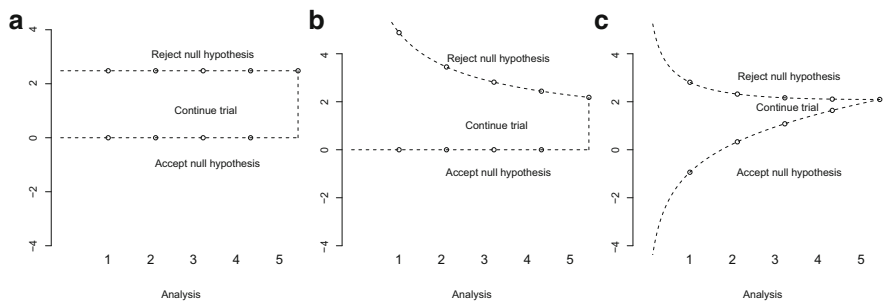 a
4
2
0
−2
−4
Reject null hypothesis
Continue trial
Accept null hypothesis
1 2 3 4 5
Analysis
b
4
2
0
−2
−4
Reject null hypothesis
Continue trial
Accept null hypothesis
1 2 3 4 5
Analysis
c
4
2
0
−2
−4
Reject null hypothesis
Continue trial
Accept null hypothesis
1 2 3 4 5
Analysis